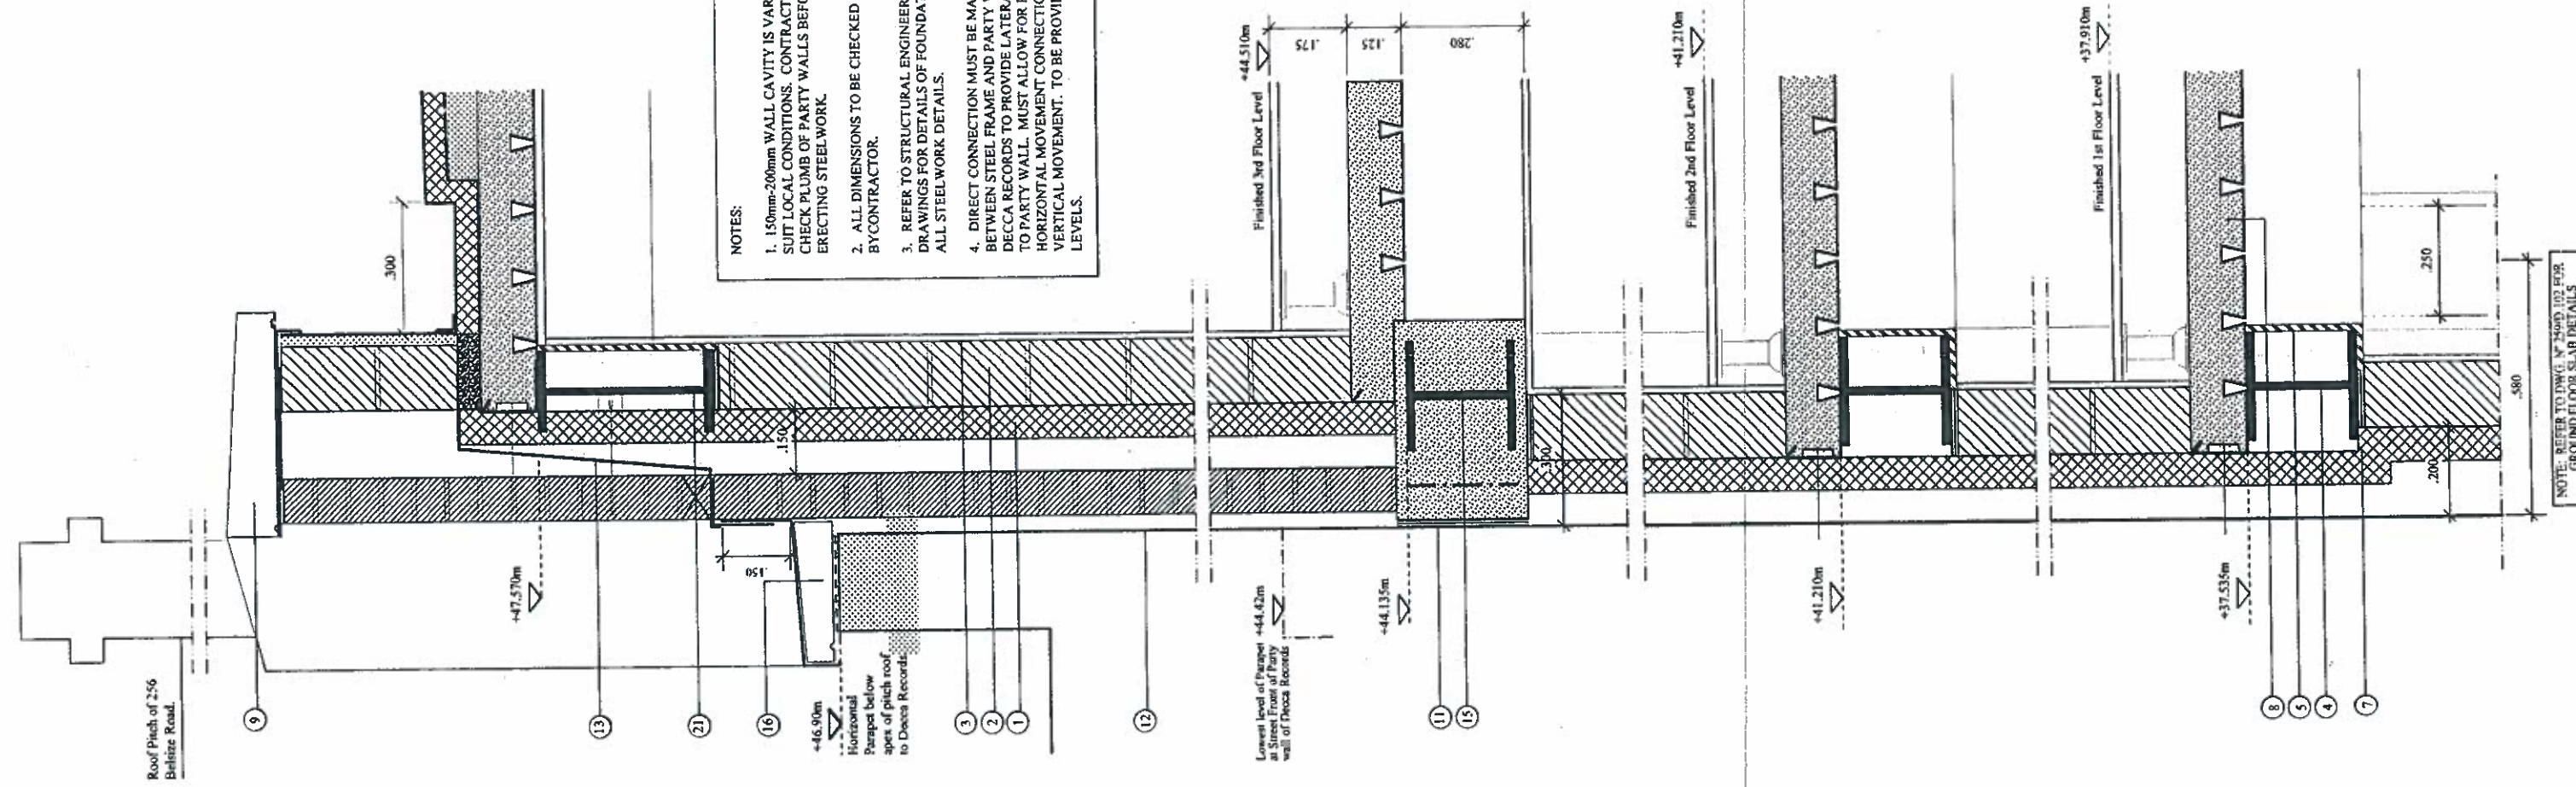 Roof Pitch of 256
Belsize Road.
9
.300
+47.570m
13
21
16
.150
.150
+46.90m
Horizontal
Parapet below
apex of pitch roof
to Decca Records
3
2
1
12
NOTES:
1. 150mm-200mm WALL CAVITY IS VAR
SUIT LOCAL CONDITIONS. CONTRACT
CHECK PLUMB OF PARTY WALLS BEFO
ERECTING STEELWORK.
2. ALL DIMENSIONS TO BE CHECKED
BYCONTRACTOR.
3. REFER TO STRUCTURAL ENGINEER
DRAWINGS FOR DETAILS OF FOUNDAT
ALL STEELWORK DETAILS.
4. DIRECT CONNECTION MUST BE MA
BETWEEN STEEL FRAME AND PARTY
DECCA RECORDS TO PROVIDE LATERA
TO PARTY WALL. MUST ALLOW FOR
HORIZONTAL MOVEMENT CONNECTIO
VERTICAL MOVEMENT. TO BE PROVI
LEVELS.
+44.510m
Finished 3rd Floor Level
.175
.125
.280
Lowest level of Parapet +44.42m
at Street Front of Party
wall of Decca Records
+44.135m
11
15
.300
+41.210m
Finished 2nd Floor Level
+41.210m
+37.910m
Finished 1st Floor Level
+37.535m
8
5
4
7
.250
.200
.580
NOTE: REFER TO DWG. Nº 259/D 102 FOR
GROUND FLOOR SLAB DETAILS